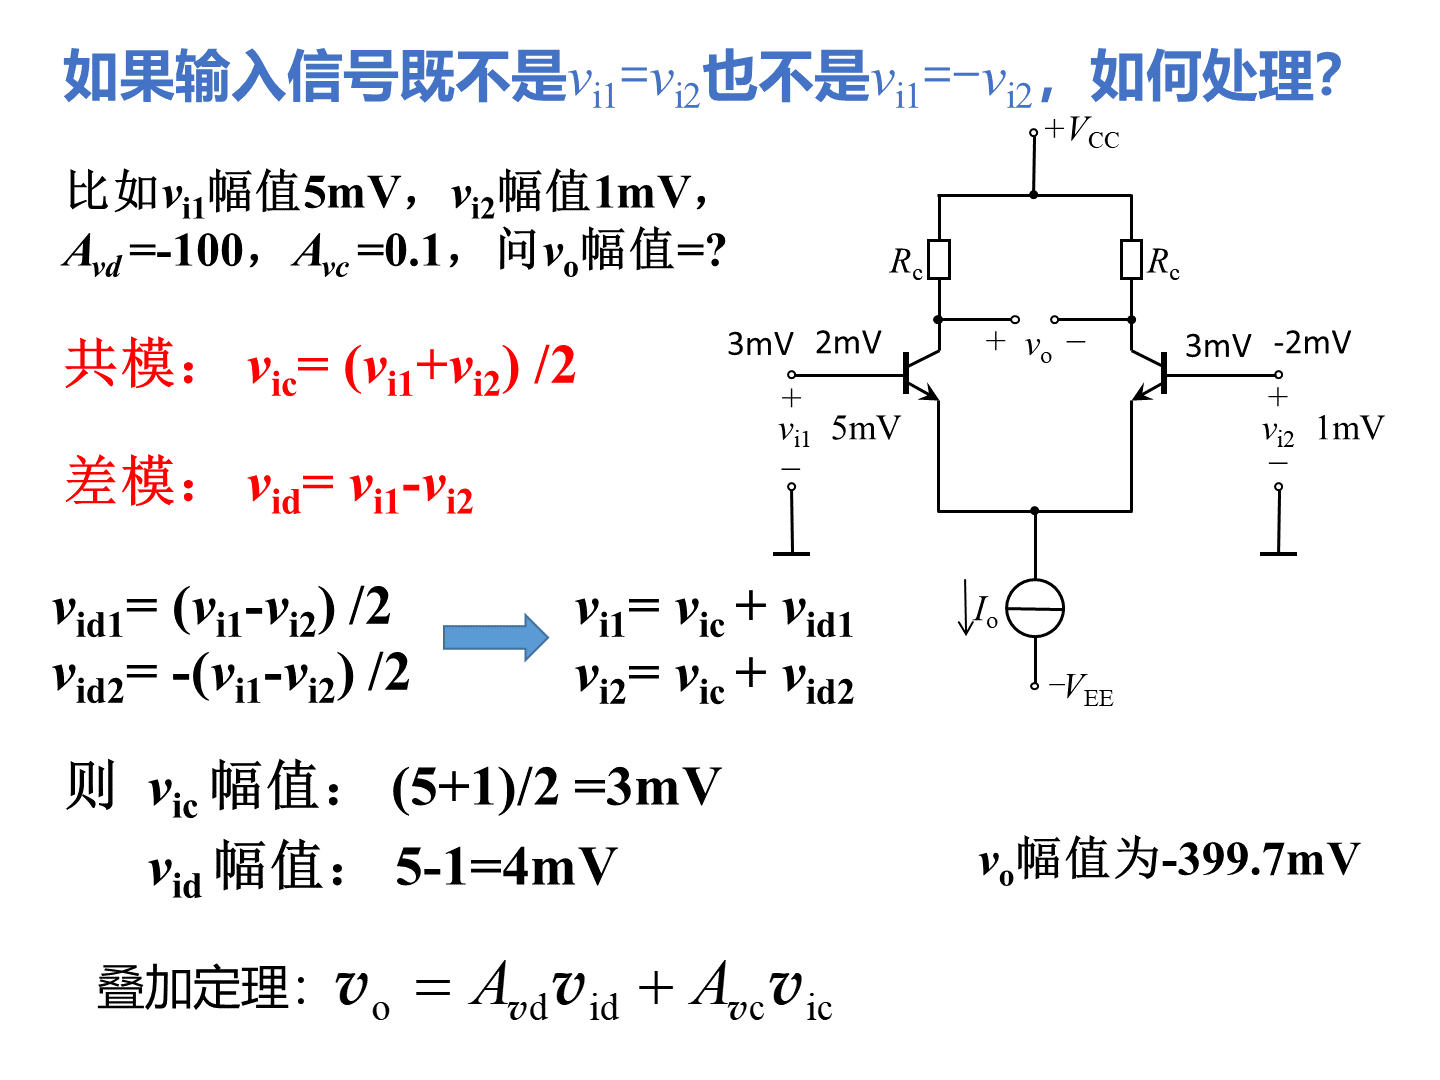 如果输入信号既不是vi1=vi2也不是vi1=−vi2，如何处理？
比如vi1幅值5mV，vi2幅值1mV，
Avd =-100，Avc =0.1，问vo幅值=?
共模： vic= (vi1+vi2) /2
差模： vid= vi1-vi2
vid1= (vi1-vi2) /2
vid2= -(vi1-vi2) /2
vi1= vic + vid1
vi2= vic + vid2
则 vic 幅值： (5+1)/2 =3mV
vid 幅值： 5-1=4mV
叠加定理：vo = Avdvid + Avcvic
+VCC
Rc
Rc
+ vo −
3mV 2mV
3mV -2mV
+
vi1 5mV
−
+
vi2 1mV
−
Io
−VEE
vo幅值为-399.7mV